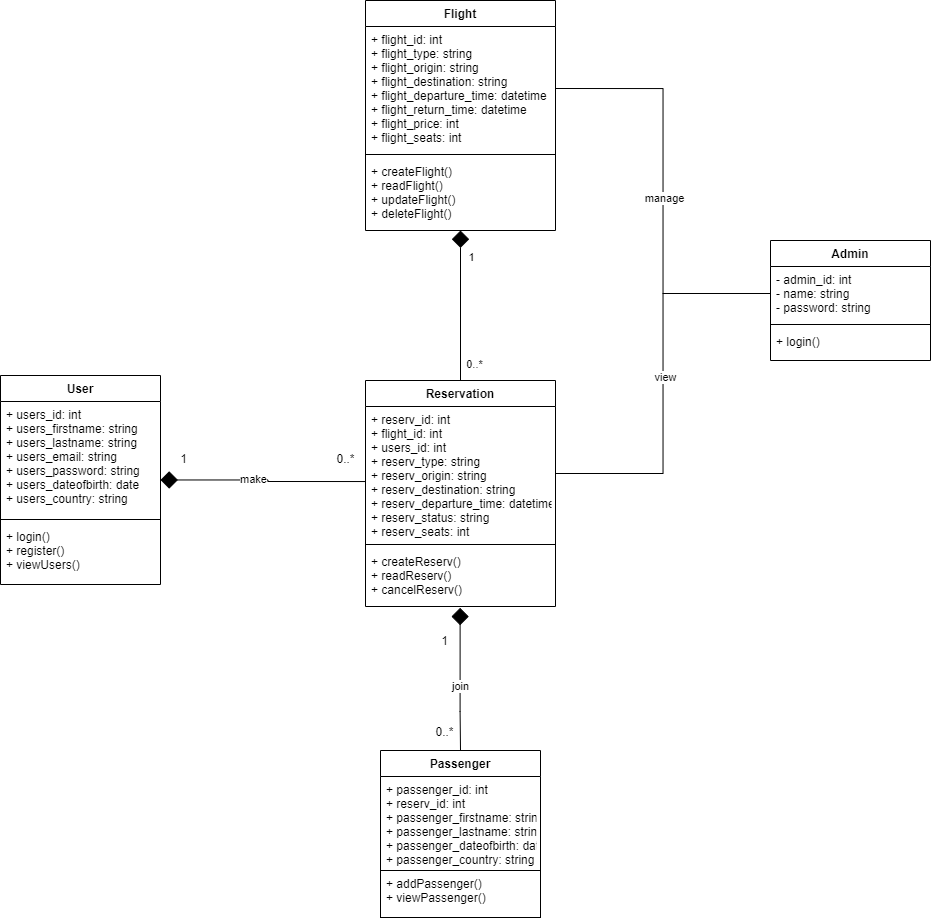 Flight
+ flight_id: int
+ flight_type: string
+ flight_origin: string
+ flight_destination: string
+ flight_departure_time: datetime
+ flight_return_time: datetime
+ flight_price: int
+ flight_seats: int
+ createFlight()
+ readFlight()
+ updateFlight()
+ deleteFlight()
manage
1
Admin
- admin_id: int
- name: string
- password: string
+ login()
0..*
view
User
+ users_id: int
+ users_firstname: string
+ users_lastname: string
+ users_email: string
+ users_password: string
+ users_dateofbirth: date
+ users_country: string
+ login()
+ register()
+ viewUsers()
1
make
0..*
Reservation
+ reserv_id: int
+ flight_id: int
+ users_id: int
+ reserv_type: string
+ reserv_origin: string
+ reserv_destination: string
+ reserv_departure_time: datetime
+ reserv_status: string
+ reserv_seats: int
+ createReserv()
+ readReserv()
+ cancelReserv()
1
join
0..*
Passenger
+ passenger_id: int
+ reserv_id: int
+ passenger_firstname: strin
+ passenger_lastname: strin
+ passenger_dateofbirth: da
+ passenger_country: string
+ addPassenger()
+ viewPassenger()